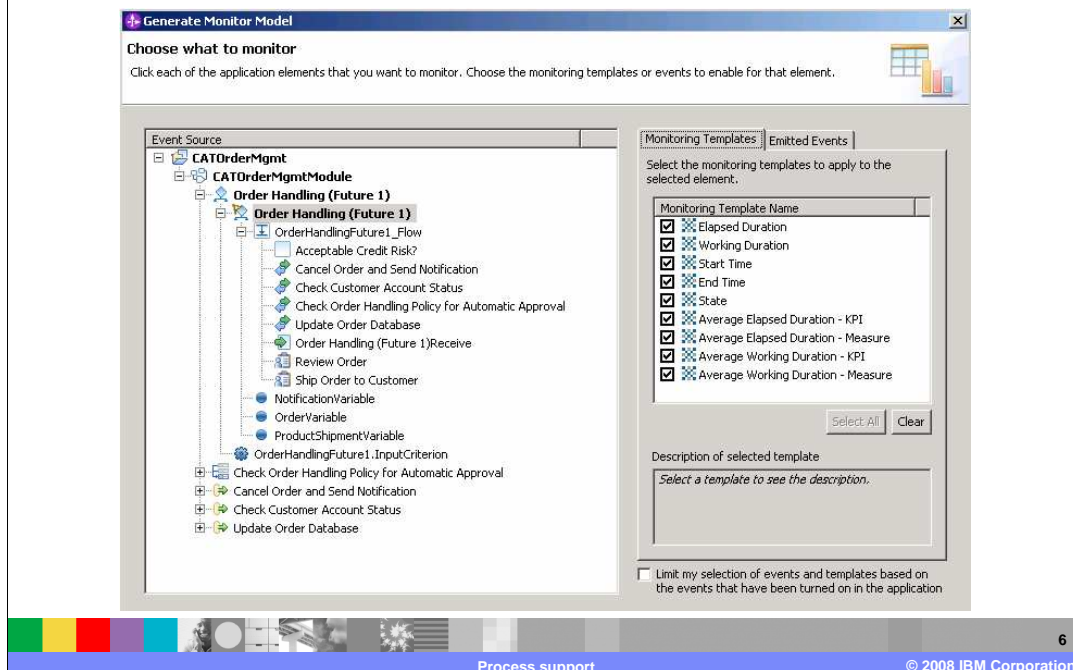 Generate Monitor Model
Choose what to monitor
Click each of the application elements that you want to monitor. Choose the monitoring templates or events to enable for that element.
Event Source
CATOrderMgmt
CATOrderMgmtModule
Order Handling (Future 1)
Order Handling (Future 1)
OrderHandlingFuture1_Flow
Acceptable Credit Risk?
Cancel Order and Send Notification
Check Customer Account Status
Check Order Handling Policy for Automatic Approval
Update Order Database
Order Handling (Future 1)Receive
Review Order
Ship Order to Customer
NotificationVariable
OrderVariable
ProductShipmentVariable
OrderHandlingFuture1.InputCriterion
Check Order Handling Policy for Automatic Approval
Cancel Order and Send Notification
Check Customer Account Status
Update Order Database
Monitoring Templates Emitted Events
Select the monitoring templates to apply to the
selected element.
Monitoring Template Name
Elapsed Duration
Working Duration
Start Time
End Time
State
Average Elapsed Duration - KPI
Average Elapsed Duration - Measure
Average Working Duration - KPI
Average Working Duration - Measure
Select All Clear
Description of selected template
Select a template to see the description.
Limit my selection of events and templates based on
the events that have been turned on in the application
6
Process support
© 2008 IBM Corporation